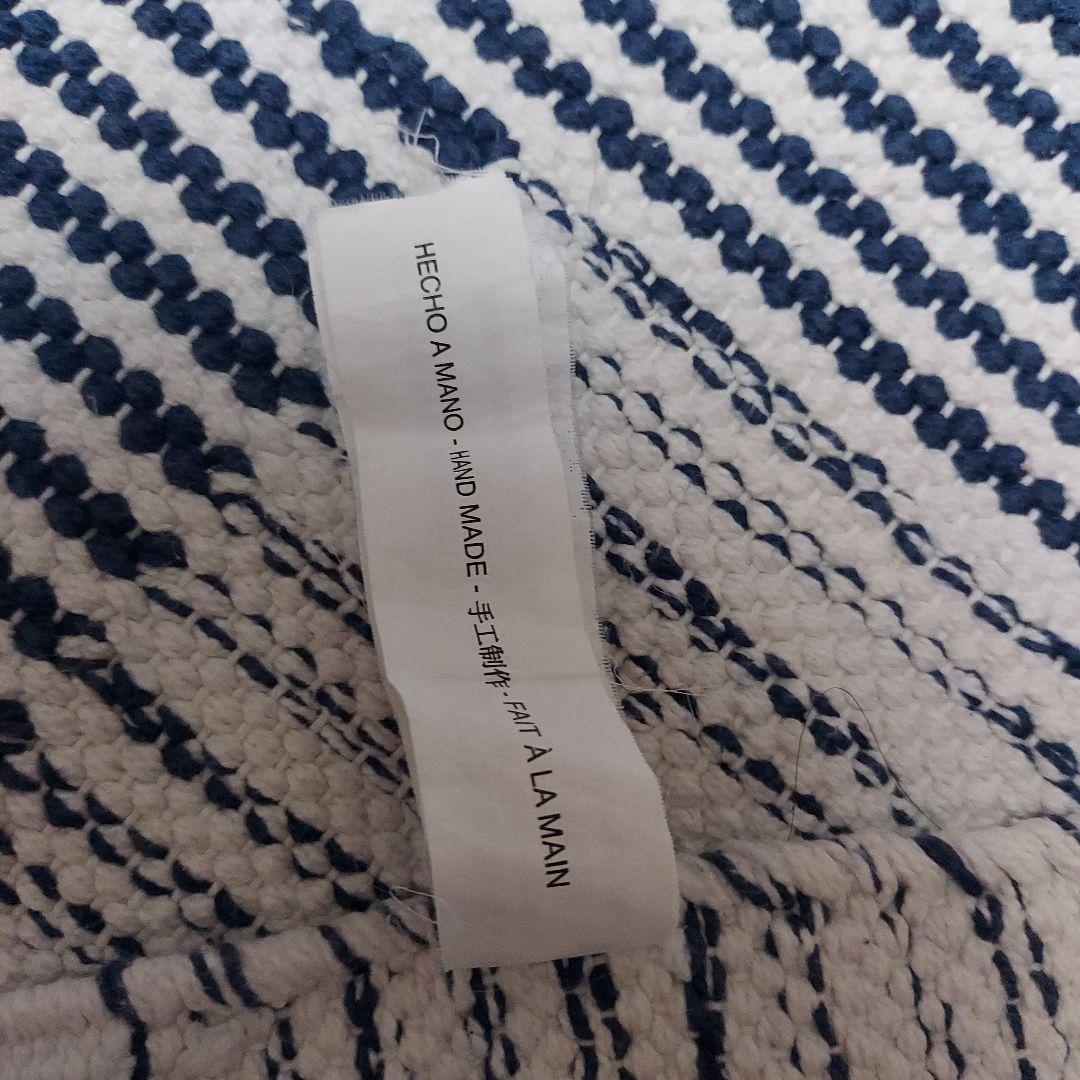 HECHO A MANO - HAND MADE - 手工制作 - FAIT À LA MAIN